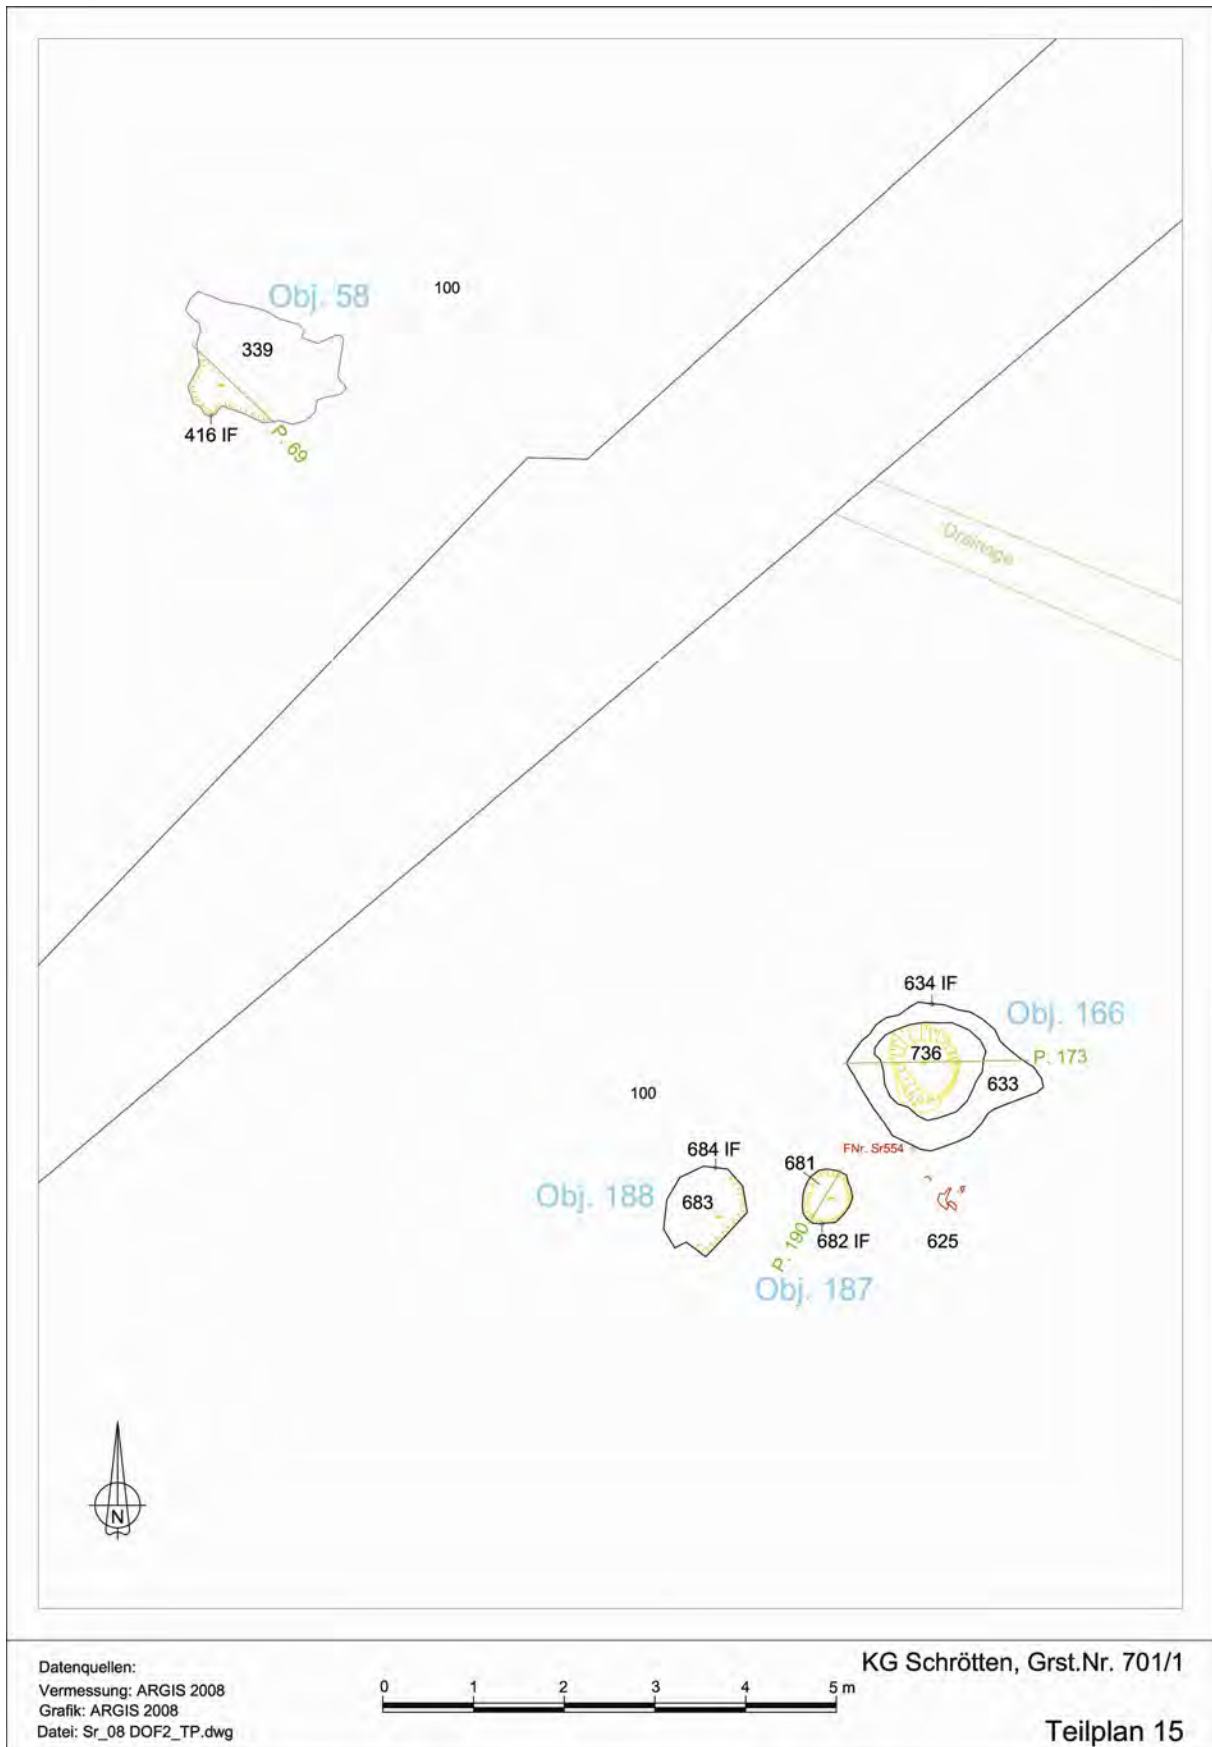 Obj. 58
100
339
416 IF
P. 69
Drainage
634 IF
Obj. 166
736
P. 173
633
100
FNr. Sr554
684 IF
681
Obj. 188
683
P. 190
682 IF
625
Obj. 187
N
Datenquellen:
Vermessung: ARGIS 2008
Grafik: ARGIS 2008
Datei: Sr_08 DOF2_TP.dwg
0 1 2 3 4 5 m
KG Schrötten, Grst.Nr. 701/1
Teilplan 15